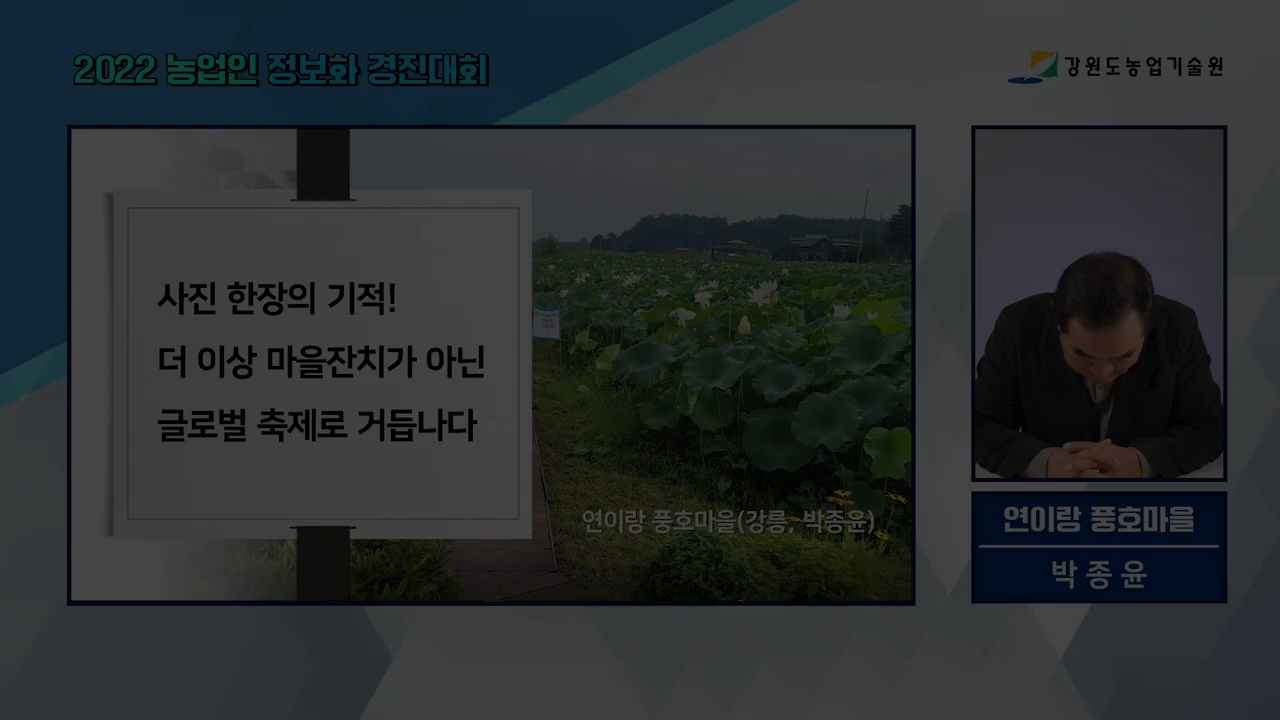 2022 농업인 정보화 경진대회
강원도농업기술원
사진 한장의 기적!
더 이상 마을잔치가 아닌
글로벌 축제로 거듭나다
연이랑 풍호마을(강릉, 박종윤)
연이랑 풍호마을
박종윤